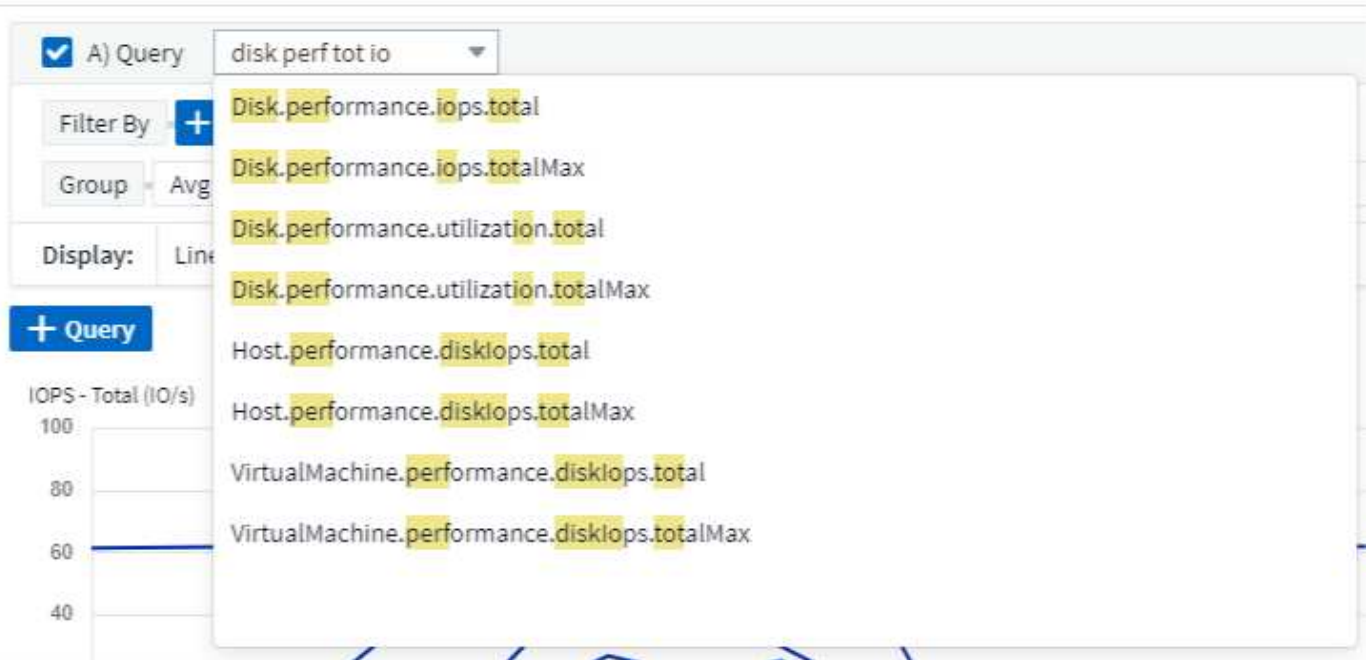 A) Query disk perf tot io
Disk.performance.iops.total
Filter By +
Disk.performance.iops.totalMax
Group Avg
Disk.performance.utilization.total
Display: Line
Disk.performance.utilization.totalMax
+ Query
Host.performance.diskIops.total
IOPS - Total (IO/s)
Host.performance.diskIops.totalMax
100
VirtualMachine.performance.diskIops.total
80
VirtualMachine.performance.diskIops.totalMax
60
40